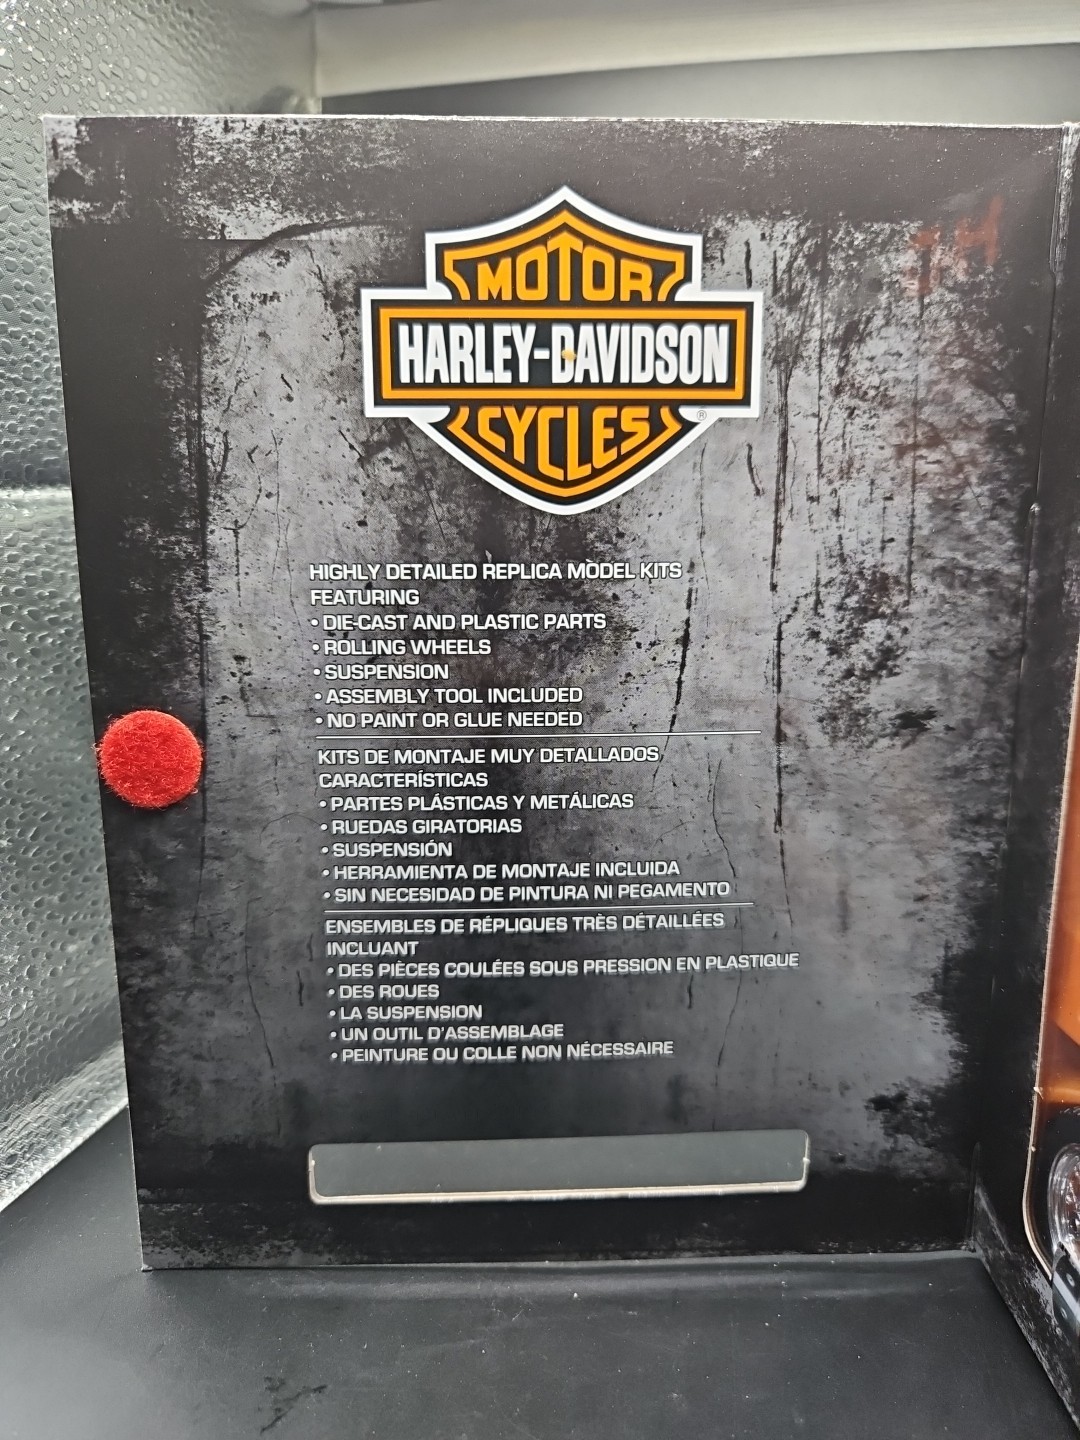 MOTOR
HARLEY-DAVIDSON
CYCLES
®
HIGHLY DETAILED REPLICA MODEL KITS
FEATURING
• DIE-CAST AND PLASTIC PARTS
• ROLLING WHEELS
• SUSPENSION
• ASSEMBLY TOOL INCLUDED
• NO PAINT OR GLUE NEEDED
KITS DE MONTAJE MUY DETALLADOS
CARACTERÍSTICAS
• PARTES PLÁSTICAS Y METÁLICAS
• RUEDAS GIRATORIAS
• SUSPENSIÓN
• HERRAMIENTA DE MONTAJE INCLUIDA
• SIN NECESIDAD DE PINTURA NI PEGAMENTO
ENSEMBLES DE RÉPLIQUES TRÈS DÉTAILLÉES
INCLUANT
• DES PIÈCES COULÉES SOUS PRESSION EN PLASTIQUE
• DES ROUES
• LA SUSPENSION
• UN OUTIL D'ASSEMBLAGE
• PEINTURE OU COLLE NON NÉCESSAIRE